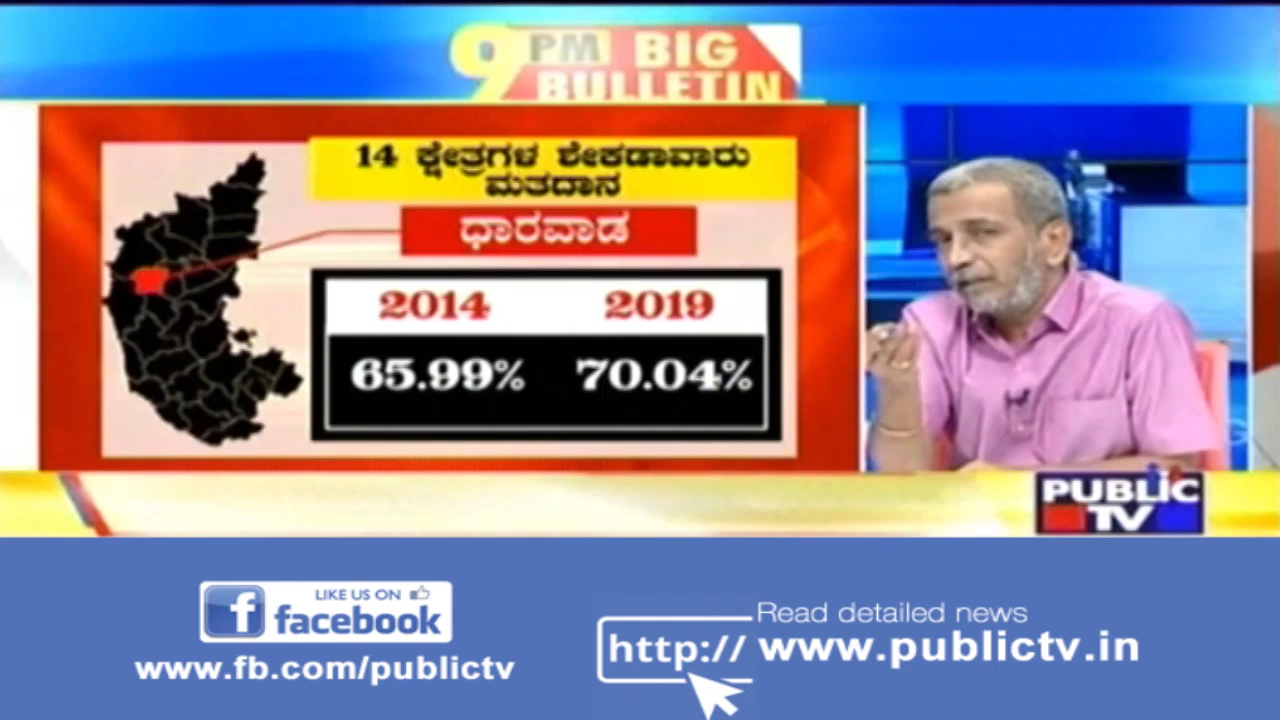 9 PM BIG
BULLETIN
14 ಕ್ಷೇತ್ರಗಳ ಶೇಕಡಾವಾರು
ಮತದಾನ
ಧಾರವಾಡ
2014 2019
65.99% 70.04%
PUBLIC
TV
LIKE US ON
facebook
www.fb.com/publictv
Read detailed news
http:// www.publictv.in